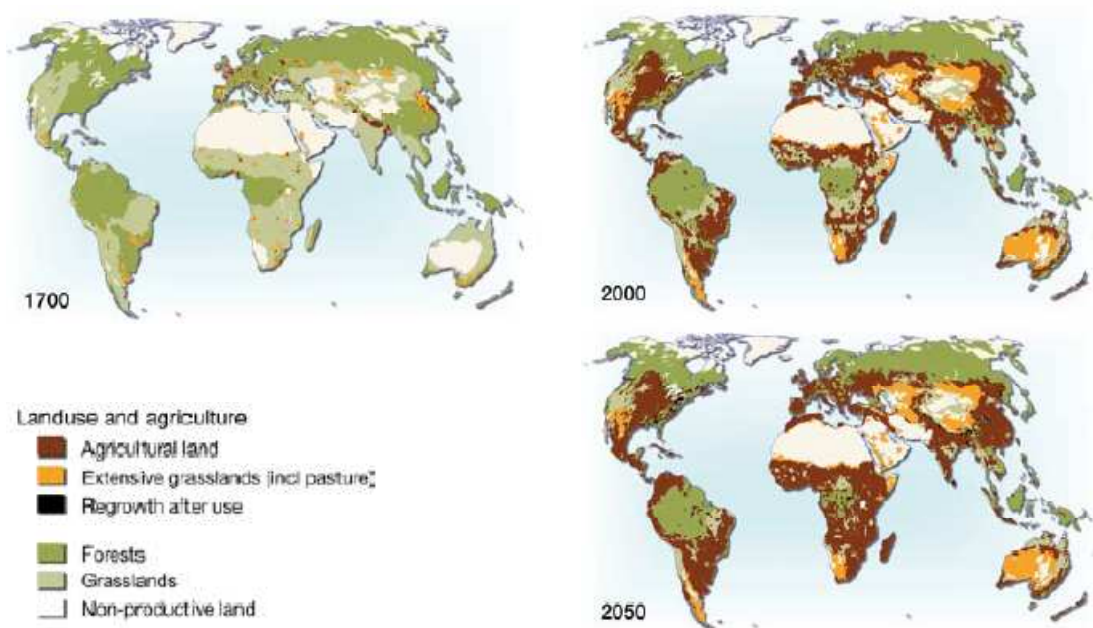 1700
2000
2050
Landuse and agriculture
Agricultural land
Extensive grasslands [incl pasture]
Regrowth after use
Forests
Grasslands
Non-productive land